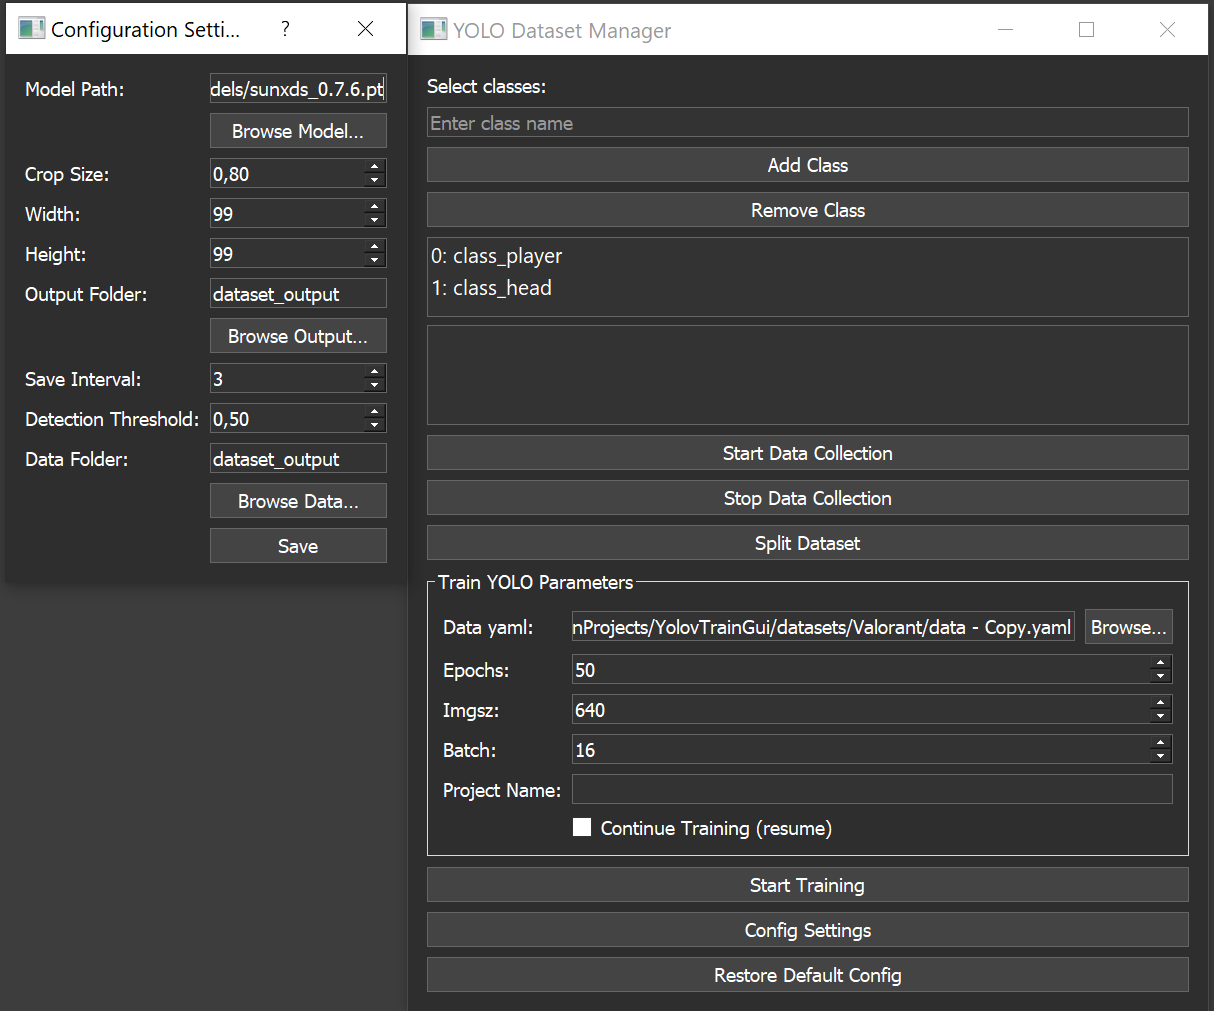 Configuration Setti...
?
Model Path:
dels/sunxds_0.7.6.pt
Browse Model...
Crop Size:
0,80
Width:
99
Height:
99
Output Folder:
dataset_output
Browse Output...
Save Interval:
3
Detection Threshold:
0,50
Data Folder:
dataset_output
Browse Data...
Save
YOLO Dataset Manager
Select classes:
Enter class name
Add Class
Remove Class
0: class_player
1: class_head
Start Data Collection
Stop Data Collection
Split Dataset
Train YOLO Parameters
Data yaml:
nProjects/YolovTrainGui/datasets/Valorant/data - Copy.yaml
Browse...
Epochs:
50
Imgsz:
640
Batch:
16
Project Name:
Continue Training (resume)
Start Training
Config Settings
Restore Default Config